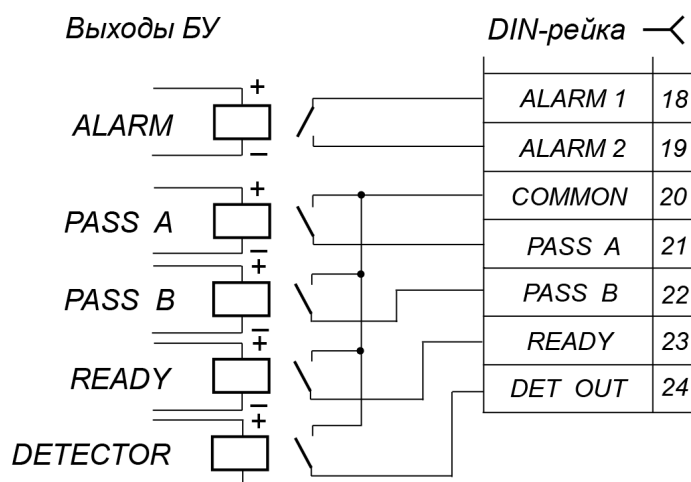 Выходы БУ
DIN-рейка
+
ALARM
−
ALARM 1 18
ALARM 2 19
+
PASS A
−
COMMON 20
PASS A 21
+
PASS B
−
PASS B 22
+
READY
−
READY 23
DET OUT 24
+
DETECTOR